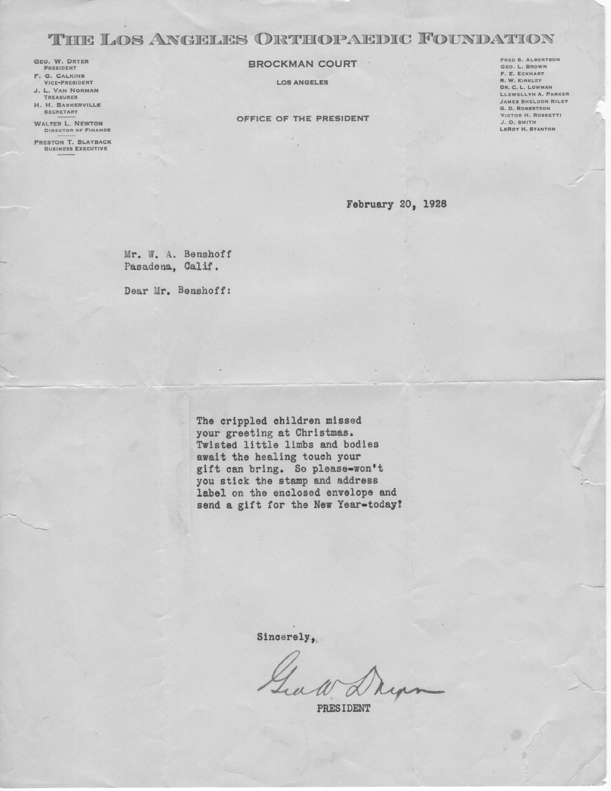 THE LOS ANGELES ORTHOPAEDIC FOUNDATION
GEO. W. DRYER
PRESIDENT
F. G. CALKINS
VICE-PRESIDENT
J. L. VAN NORMAN
TREASURER
H. H. BASKERVILLE
SECRETARY
WALTER L. NEWTON
DIRECTOR OF FINANCE
PRESTON T. SLAYBACK
BUSINESS EXECUTIVE
BROCKMAN COURT
LOS ANGELES
OFFICE OF THE PRESIDENT
FRED S. ALBERTSON
GEO. L. BROWN
F. E. ECKHART
R. W. KIRKLEY
DR. C. L. LOWMAN
LLEWELLYN A. PARKER
JAMES SHELDON RILEY
G. D. ROBERTSON
VICTOR H. ROSSETTI
J. O. SMITH
LEROY H. STANTON
February 20, 1928
Mr. W. A. Benshoff
Pasadena, Calif.
Dear Mr. Benshoff:
The crippled children missed
your greeting at Christmas.
Twisted little limbs and bodies
await the healing touch your
gift can bring. So please-won't
you stick the stamp and address
label on the enclosed envelope and
send a gift for the New Year-today!
Sincerely,
Geo W Dryer
PRESIDENT